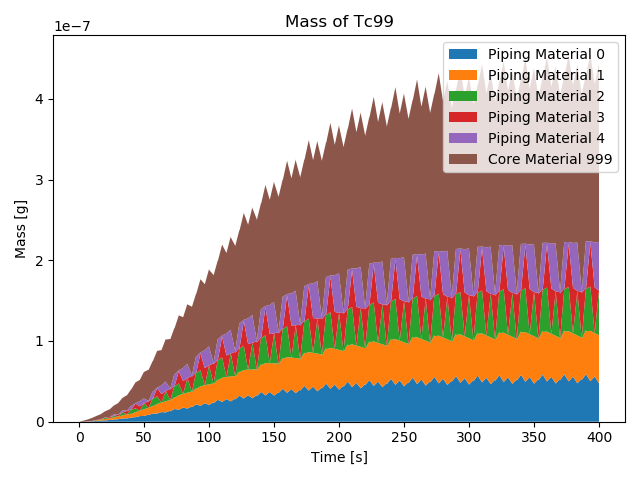 Mass of Tc99
1e−7
Piping Material 0
Piping Material 1
Piping Material 2
Piping Material 3
Piping Material 4
Core Material 999
4
3
2
1
0
Mass [g]
0 50 100 150 200 250 300 350 400
Time [s]